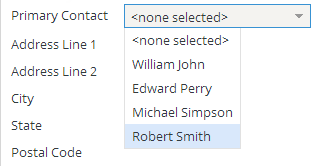 Primary Contact <none selected>
Address Line 1 <none selected>
William John
Address Line 2 Edward Perry
City Michael Simpson
State Robert Smith
Postal Code